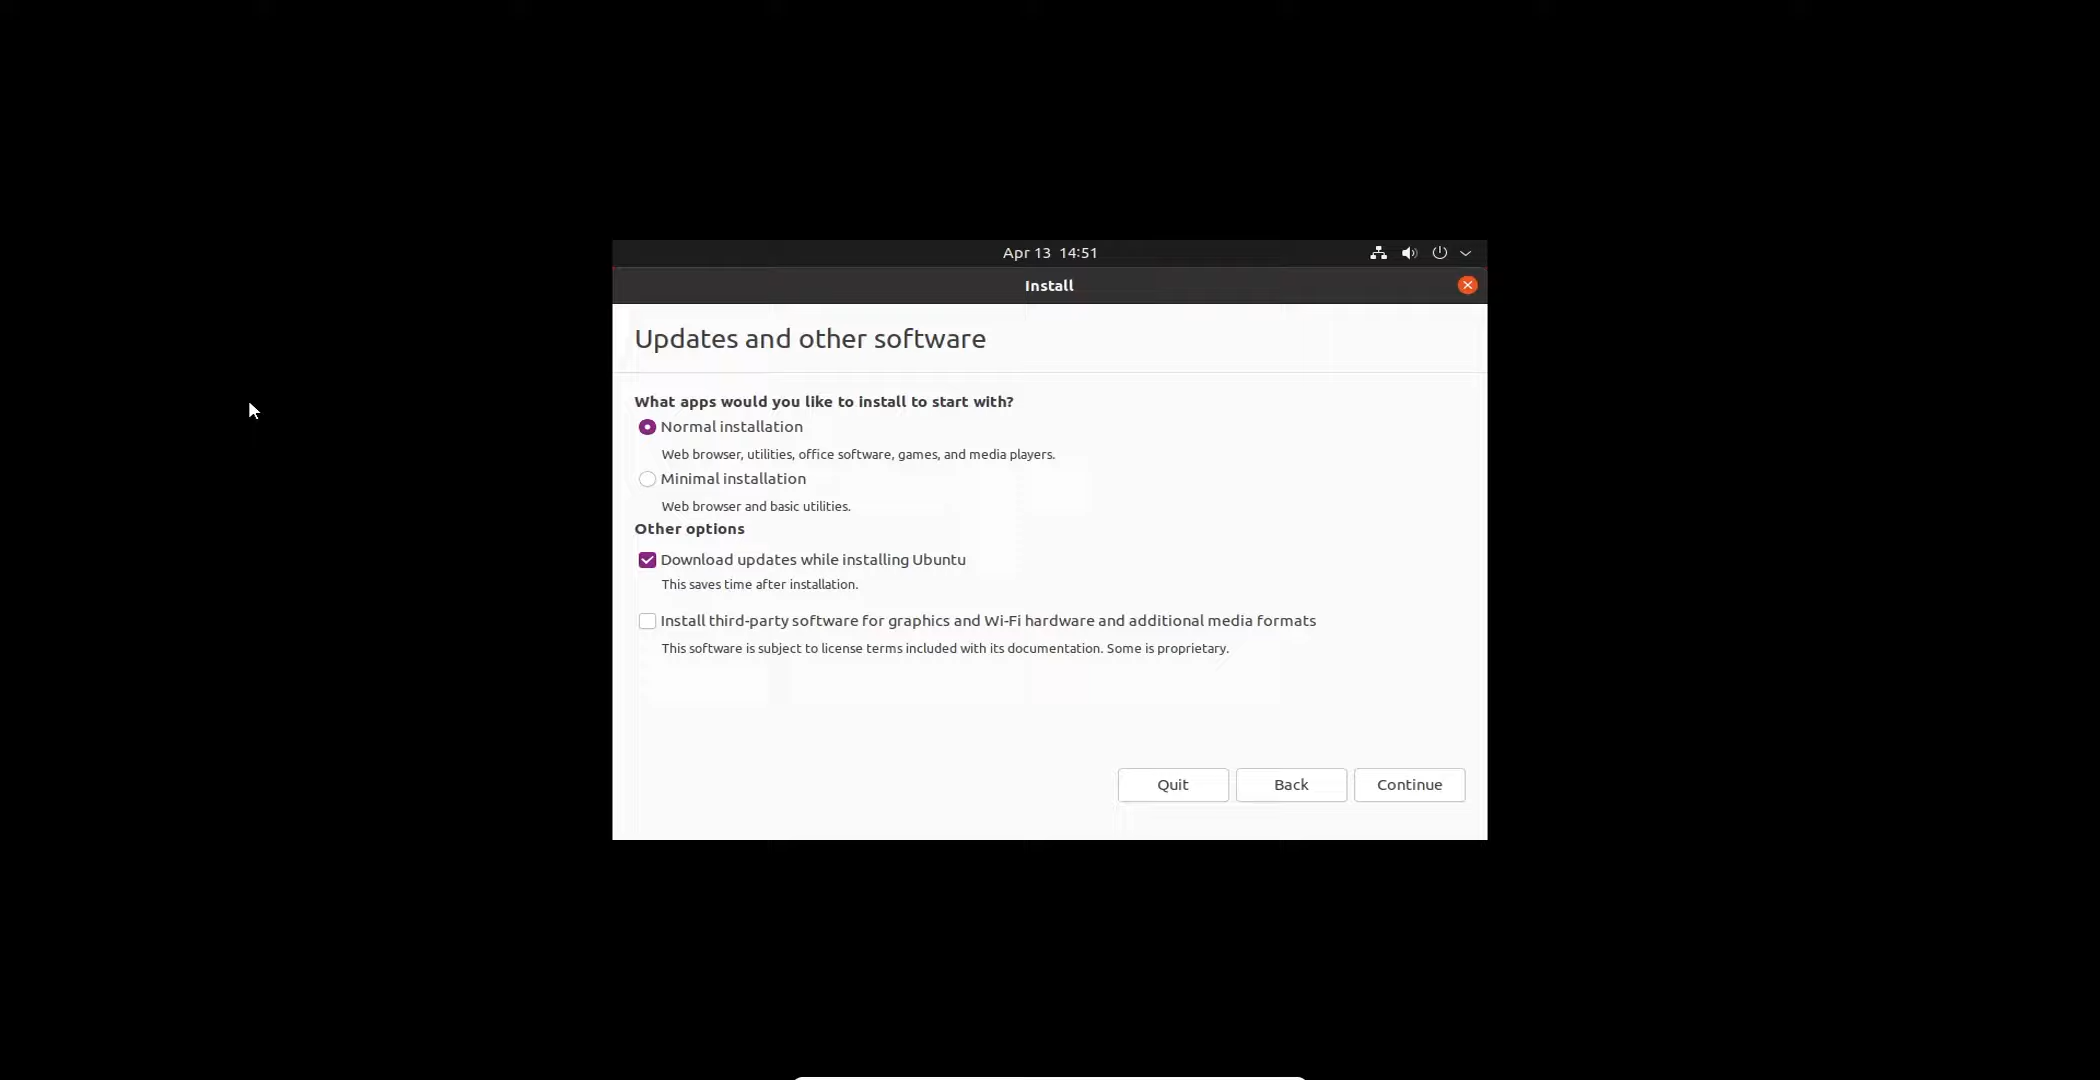 Apr 13 14:51
Install
Updates and other software
What apps would you like to install to start with?
Normal installation
Web browser, utilities, office software, games, and media players.
Minimal installation
Web browser and basic utilities.
Other options
Download updates while installing Ubuntu
This saves time after installation.
Install third-party software for graphics and Wi-Fi hardware and additional media formats
This software is subject to license terms included with its documentation. Some is proprietary.
Quit Back Continue